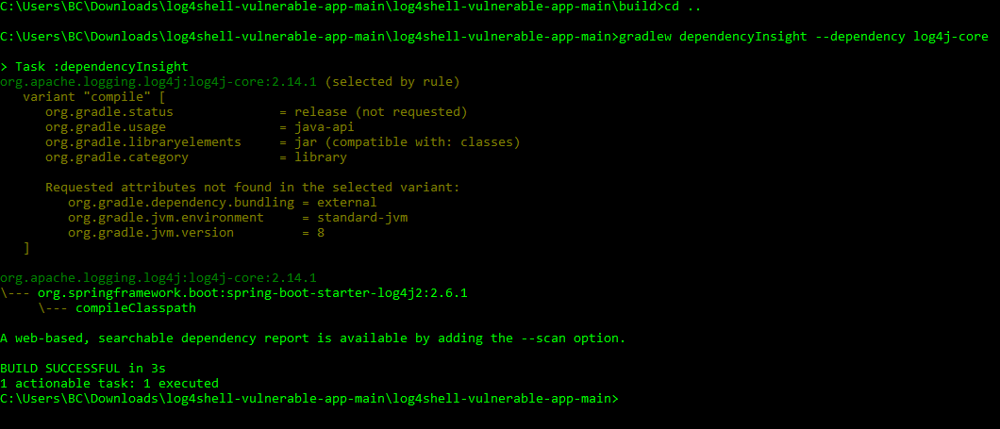 C:\Users\BC\Downloads\log4shell-vulnerable-app-main\log4shell-vulnerable-app-main\build>cd ..
C:\Users\BC\Downloads\log4shell-vulnerable-app-main\log4shell-vulnerable-app-main>gradlew dependencyInsight --dependency log4j-core
> Task :dependencyInsight
org.apache.logging.log4j:log4j-core:2.14.1 (selected by rule)
   variant "compile" [
      org.gradle.status              = release (not requested)
      org.gradle.usage               = java-api
      org.gradle.libraryelements     = jar (compatible with: classes)
      org.gradle.category            = library
      Requested attributes not found in the selected variant:
         org.gradle.dependency.bundling = external
         org.gradle.jvm.environment     = standard-jvm
         org.gradle.jvm.version         = 8
   ]
org.apache.logging.log4j:log4j-core:2.14.1
\--- org.springframework.boot:spring-boot-starter-log4j2:2.6.1
     \--- compileClasspath
A web-based, searchable dependency report is available by adding the --scan option.
BUILD SUCCESSFUL in 3s
1 actionable task: 1 executed
C:\Users\BC\Downloads\log4shell-vulnerable-app-main\log4shell-vulnerable-app-main>